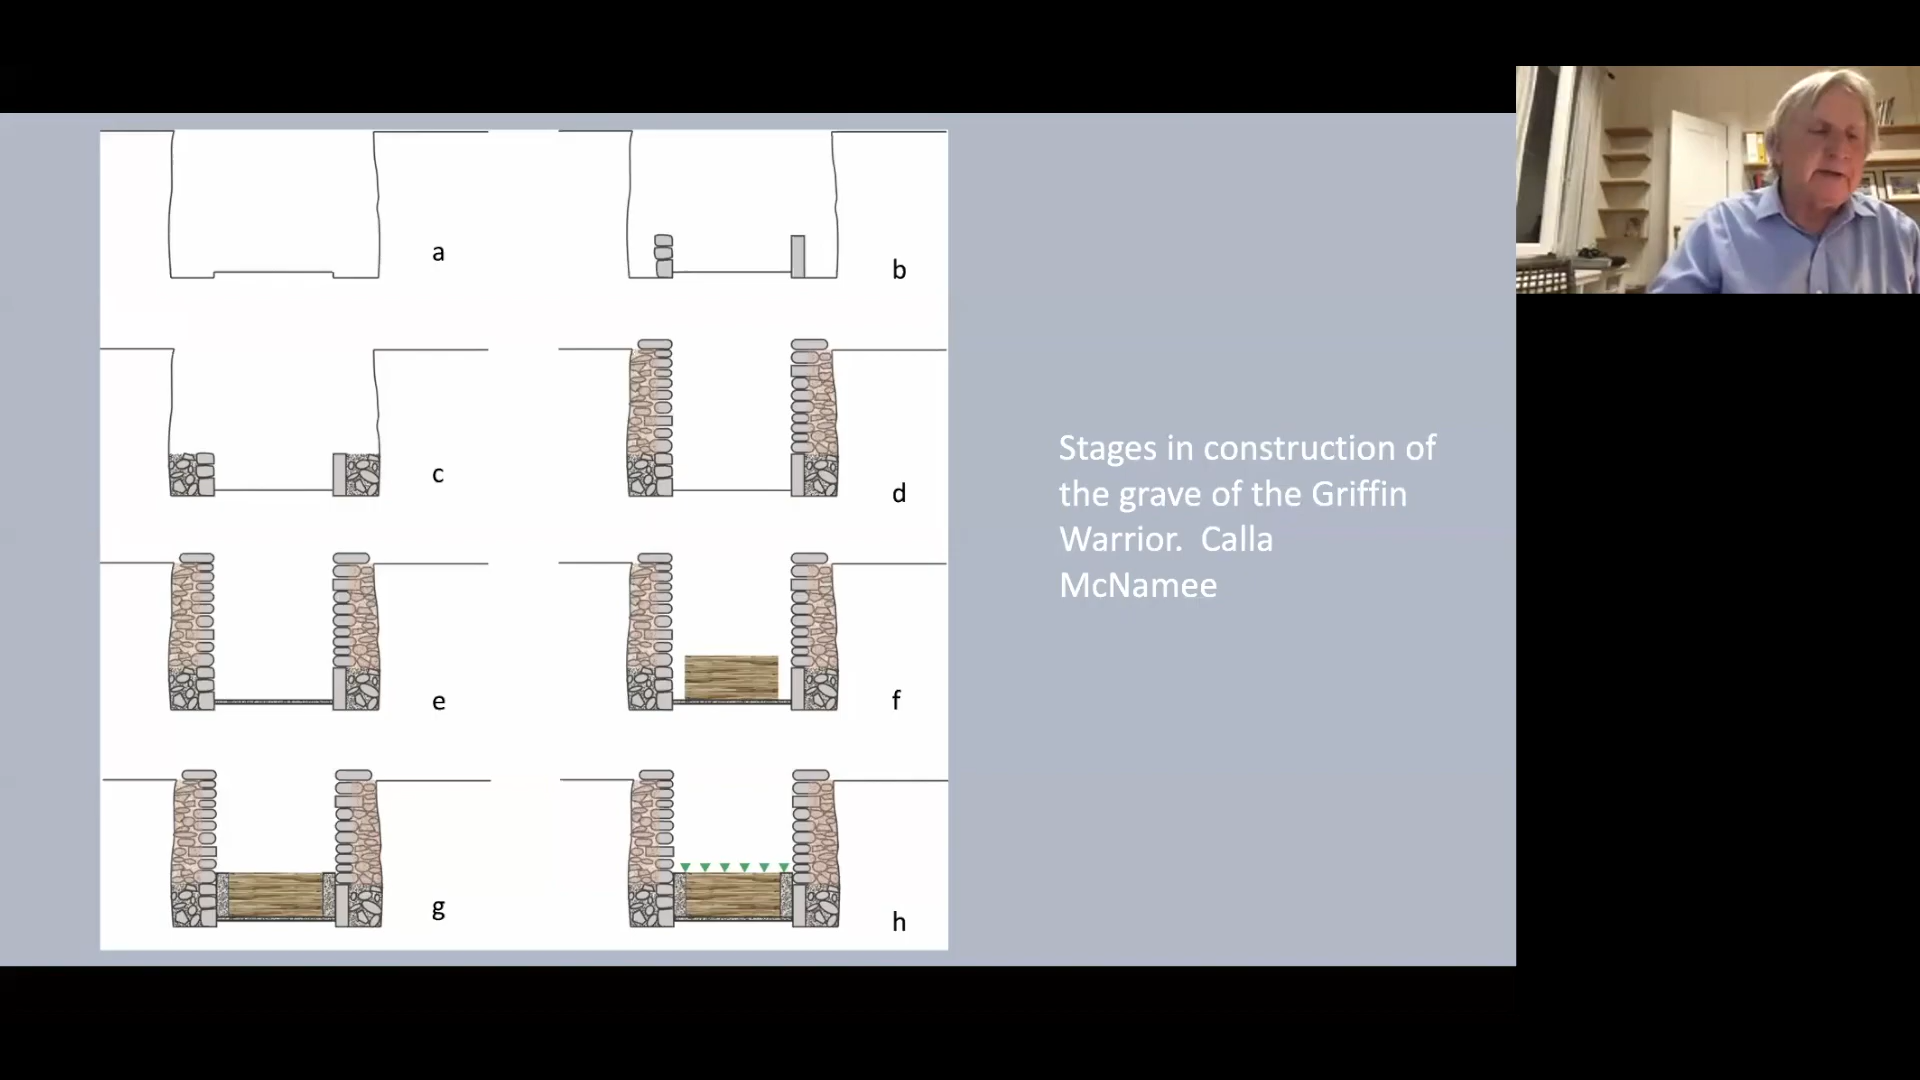 a
b
c
d
e
f
g
h
Stages in construction of
the grave of the Griffin
Warrior.  Calla
McNamee